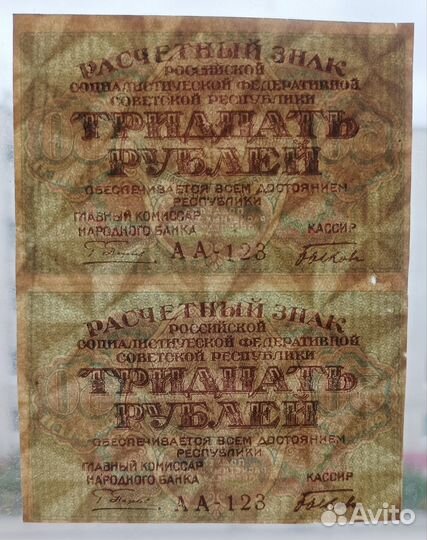 РАСЧЕТНЫЙ ЗНАК
РОССИЙСКОЙ
СОЦИАЛИСТИЧЕСКОЙ ФЕДЕРАТИВНОЙ
СОВЕТСКОЙ РЕСПУБЛИКИ
ТРИДЦАТЬ
РУБЛЕЙ
ОБЕСПЕЧИВАЕТСЯ ВСЕМ ДОСТОЯНИЕМ
РЕСПУБЛИКИ
ГЛАВНЫЙ КОМИССАР КАССИР
НАРОДНОГО БАНКА
АА-123
РАСЧЕТНЫЙ ЗНАК
РОССИЙСКОЙ
СОЦИАЛИСТИЧЕСКОЙ ФЕДЕРАТИВНОЙ
СОВЕТСКОЙ РЕСПУБЛИКИ
ТРИДЦАТЬ
РУБЛЕЙ
ОБЕСПЕЧИВАЕТСЯ ВСЕМ ДОСТОЯНИЕМ
РЕСПУБЛИКИ
ГЛАВНЫЙ КОМИССАР КАССИР
НАРОДНОГО БАНКА
АА-123
Avito